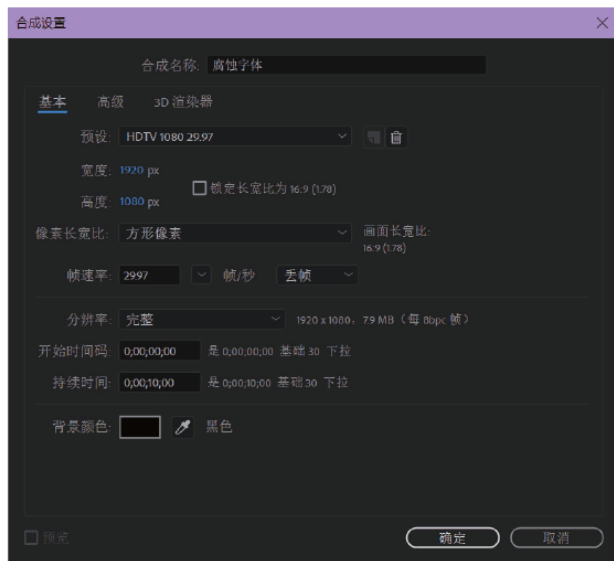 合成设置
合成名称: 腐蚀字体
基本 高级 3D 渲染器
预设: HDTV 1080 29.97
宽度: 1920 px
锁定长宽比为 16:9 (1.78)
高度: 1080 px
像素长宽比: 方形像素 画面长宽比:
16:9 (1.78)
帧速率: 29.97 帧/秒 丢帧
分辨率: 完整 1920 x 1080，7.9 MB（每 8bpc 帧）
开始时间码: 0;00;00;00 是 0;00;00;00 基础 30 下拉
持续时间: 0;00;10;00 是 0;00;10;00 基础 30 下拉
背景颜色: 黑色
预览 确定 取消